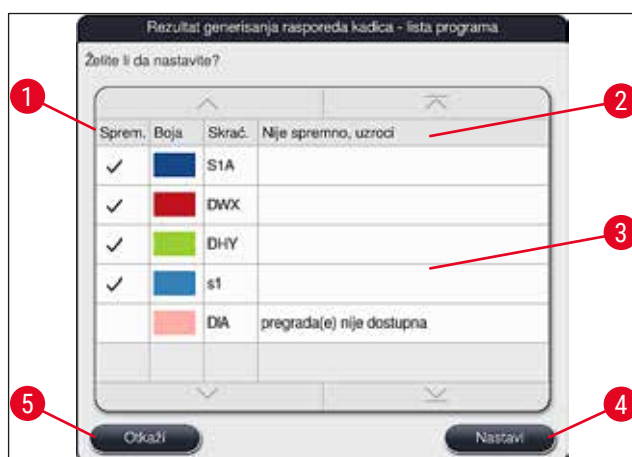 Rezultat generisanja rasporeda kadica - lista programa
Želite li da nastavite?
1
2
Sprem. Boja Skrać. Nije spremno, uzroci
S1A
DWX
DHY
3
s1
DIA pregrada(e) nije dostupna
5
4
Otkaži Nastavi